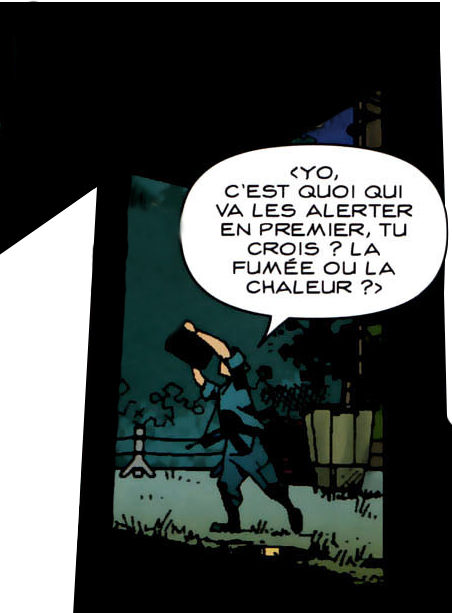 <YO,
C'EST QUOI QUI
VA LES ALERTER
EN PREMIER, TU
CROIS ? LA
FUMÉE OU LA
CHALEUR ?>